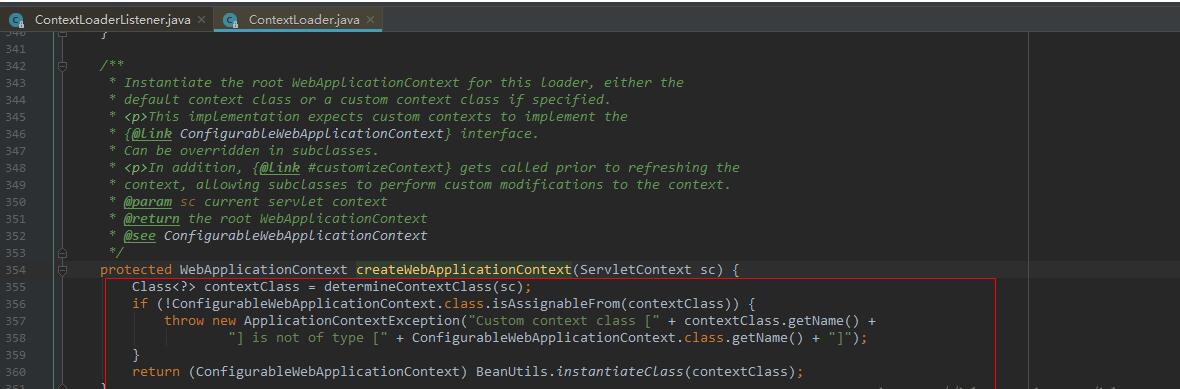 ContextLoaderListener.java × ContextLoader.java ×
340 }
341
342 /**
343 * Instantiate the root WebApplicationContext for this loader, either the
344 * default context class or a custom context class if specified.
345 * <p>This implementation expects custom contexts to implement the
346 * {@link ConfigurableWebApplicationContext} interface.
347 * Can be overridden in subclasses.
348 * <p>In addition, {@link #customizeContext} gets called prior to refreshing the
349 * context, allowing subclasses to perform custom modifications to the context.
350 * @param sc current servlet context
351 * @return the root WebApplicationContext
352 * @see ConfigurableWebApplicationContext
353 */
354 protected WebApplicationContext createWebApplicationContext(ServletContext sc) {
355 Class<?> contextClass = determineContextClass(sc);
356 if (!ConfigurableWebApplicationContext.class.isAssignableFrom(contextClass)) {
357 throw new ApplicationContextException("Custom context class [" + contextClass.getName() +
358 "] is not of type [" + ConfigurableWebApplicationContext.class.getName() + "]");
359 }
360 return (ConfigurableWebApplicationContext) BeanUtils.instantiateClass(contextClass);
361 }